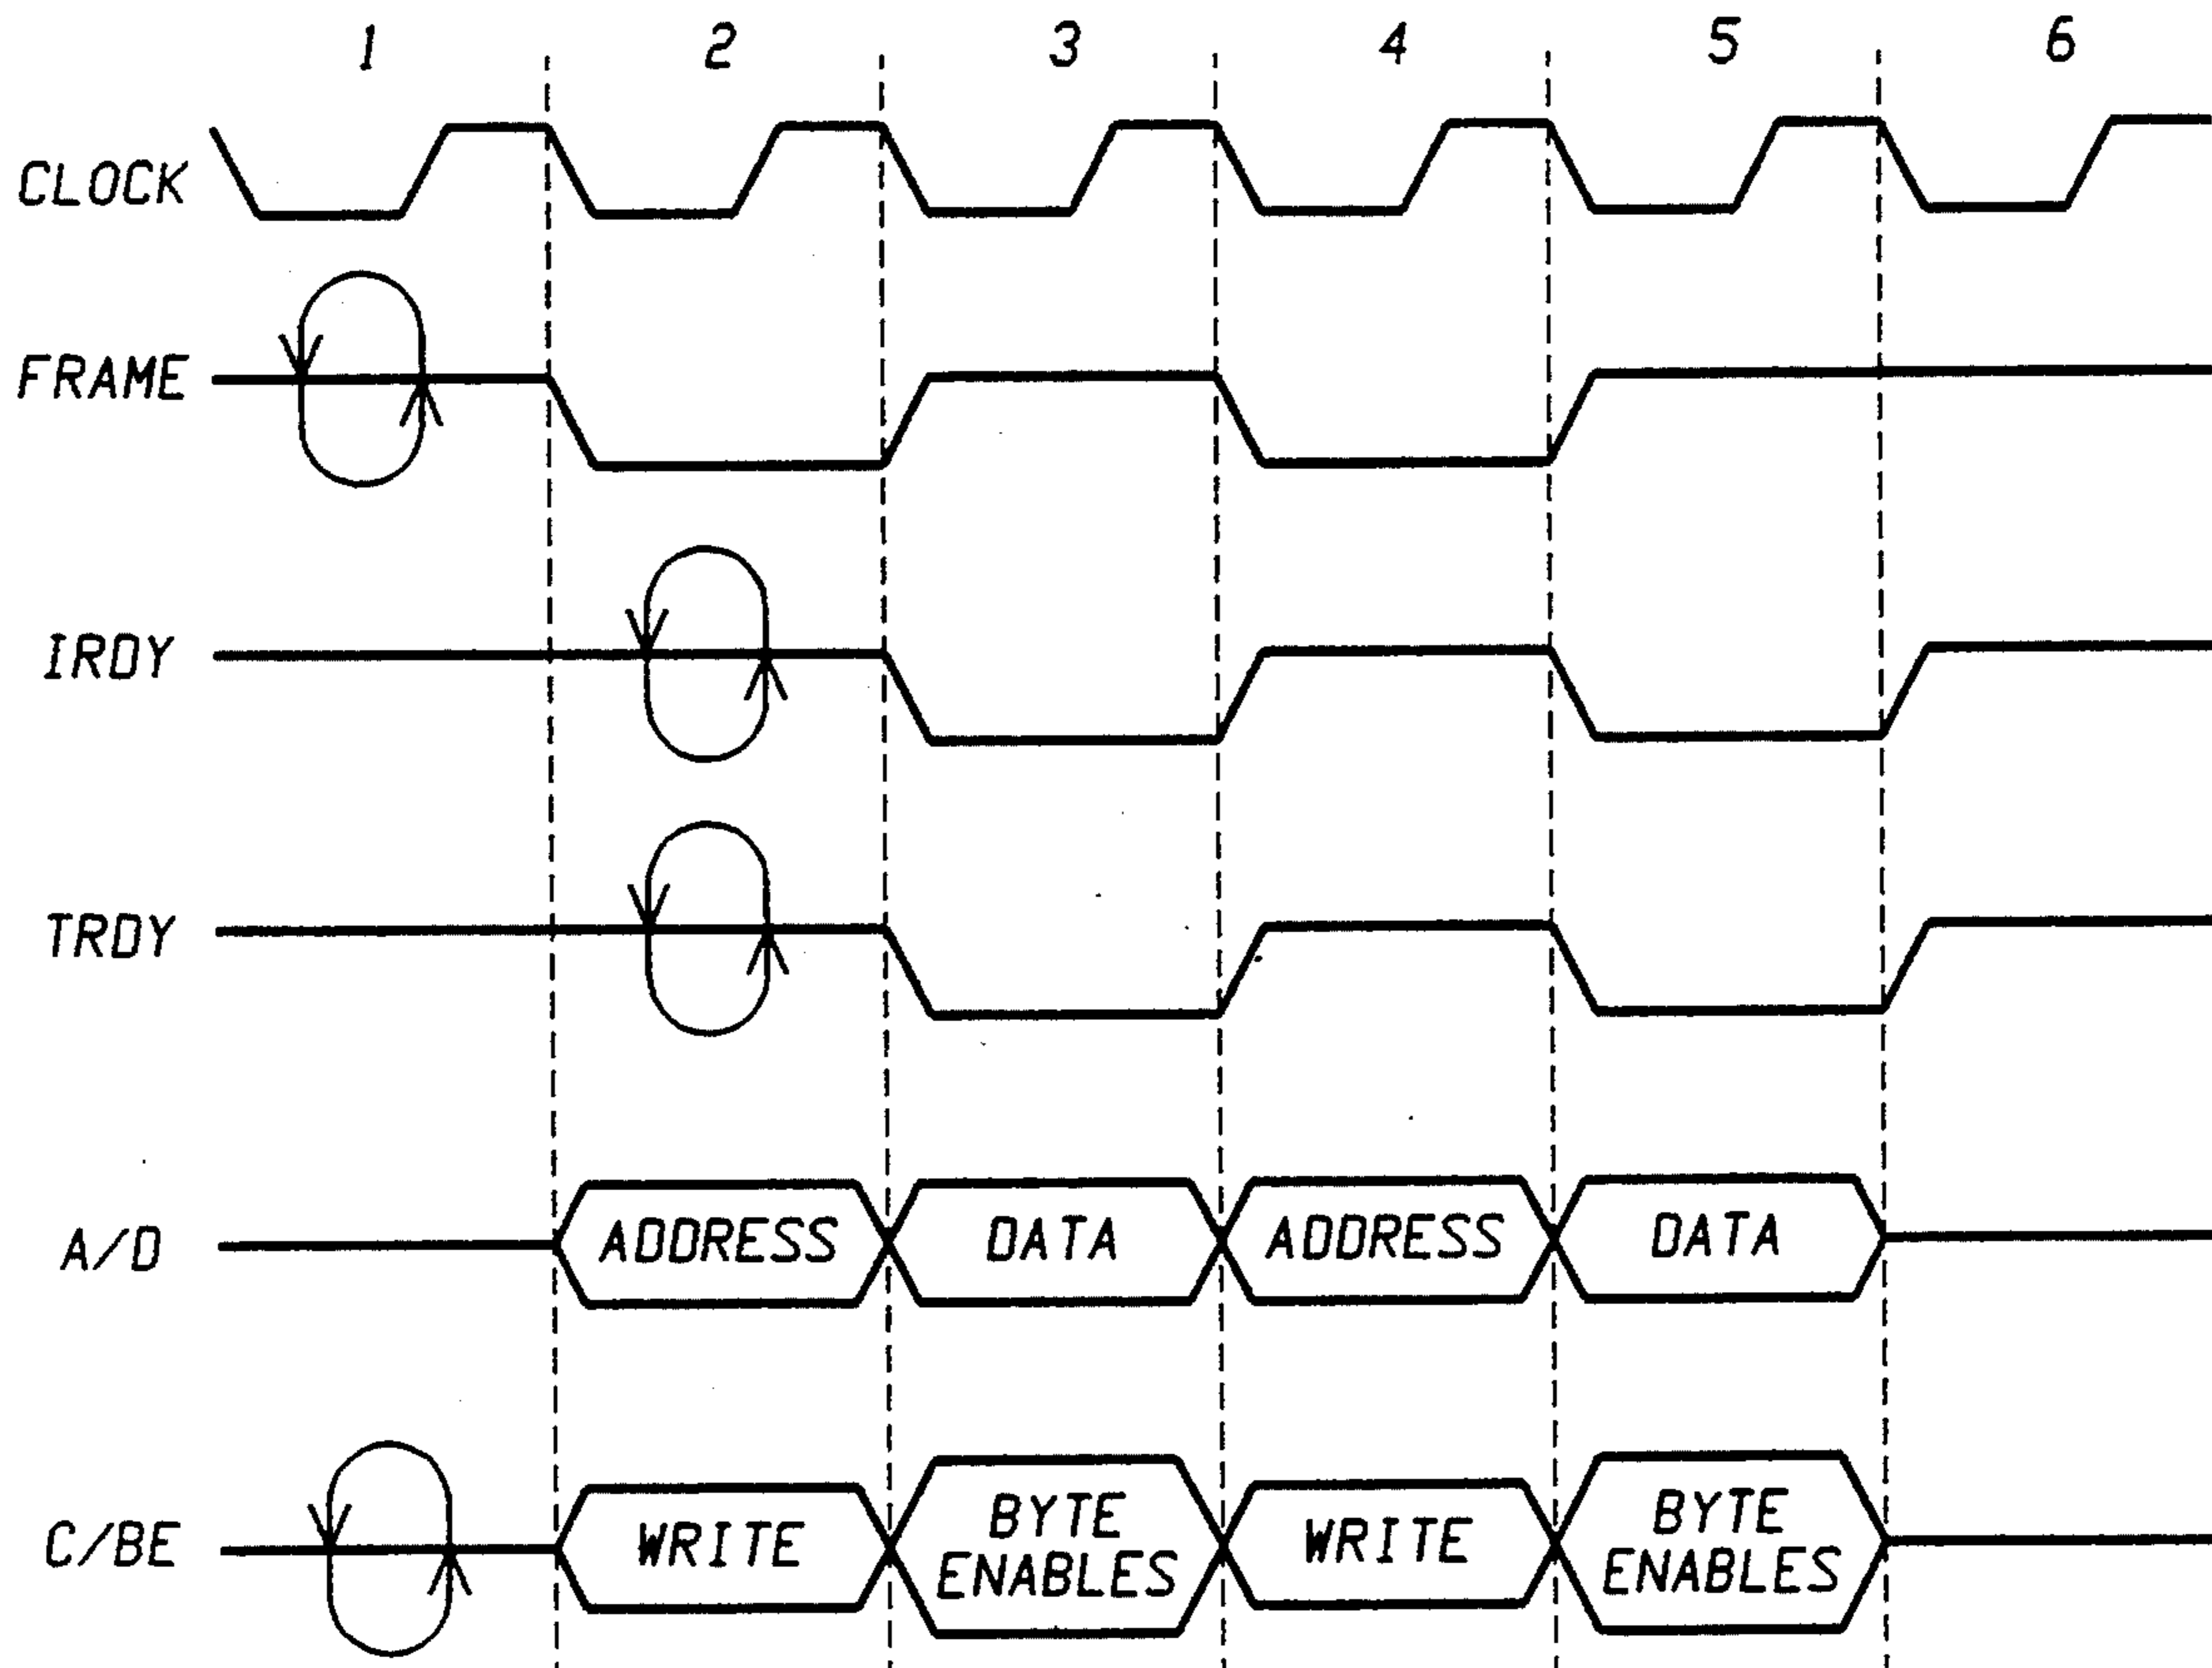 1 2 3 4 5 6
CLOCK
FRAME
IRDY
TRDY
A/D ADDRESS DATA ADDRESS DATA
C/BE WRITE BYTE ENABLES WRITE BYTE ENABLES